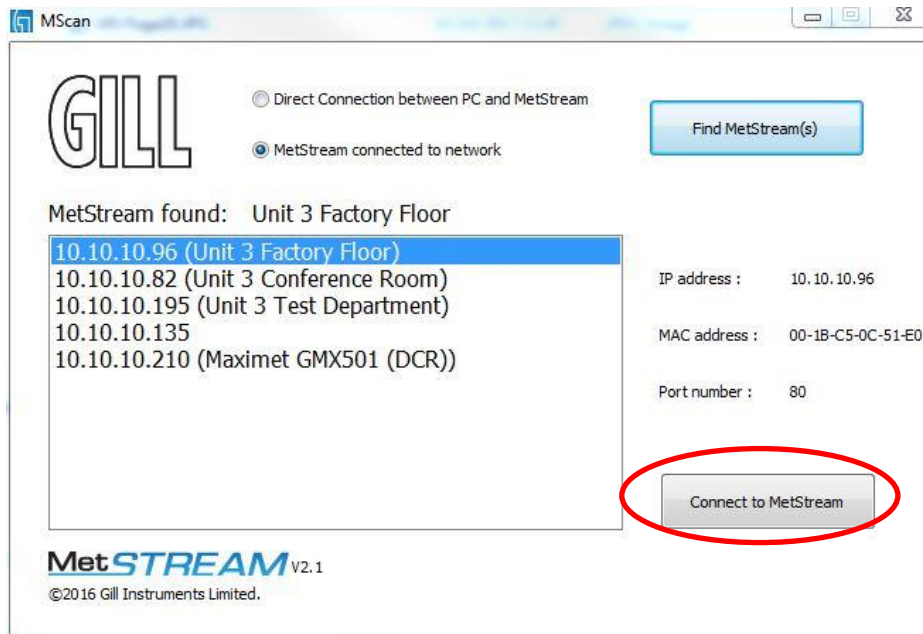 MScan
GILL
Direct Connection between PC and MetStream
MetStream connected to network
Find MetStream(s)
MetStream found: Unit 3 Factory Floor
10.10.10.96 (Unit 3 Factory Floor)
10.10.10.82 (Unit 3 Conference Room)
10.10.10.195 (Unit 3 Test Department)
10.10.10.135
10.10.10.210 (Maximet GMX501 (DCR))
IP address : 10.10.10.96
MAC address : 00-1B-C5-0C-51-E0
Port number : 80
Connect to MetStream
MetSTREAM V2.1
©2016 Gill Instruments Limited.